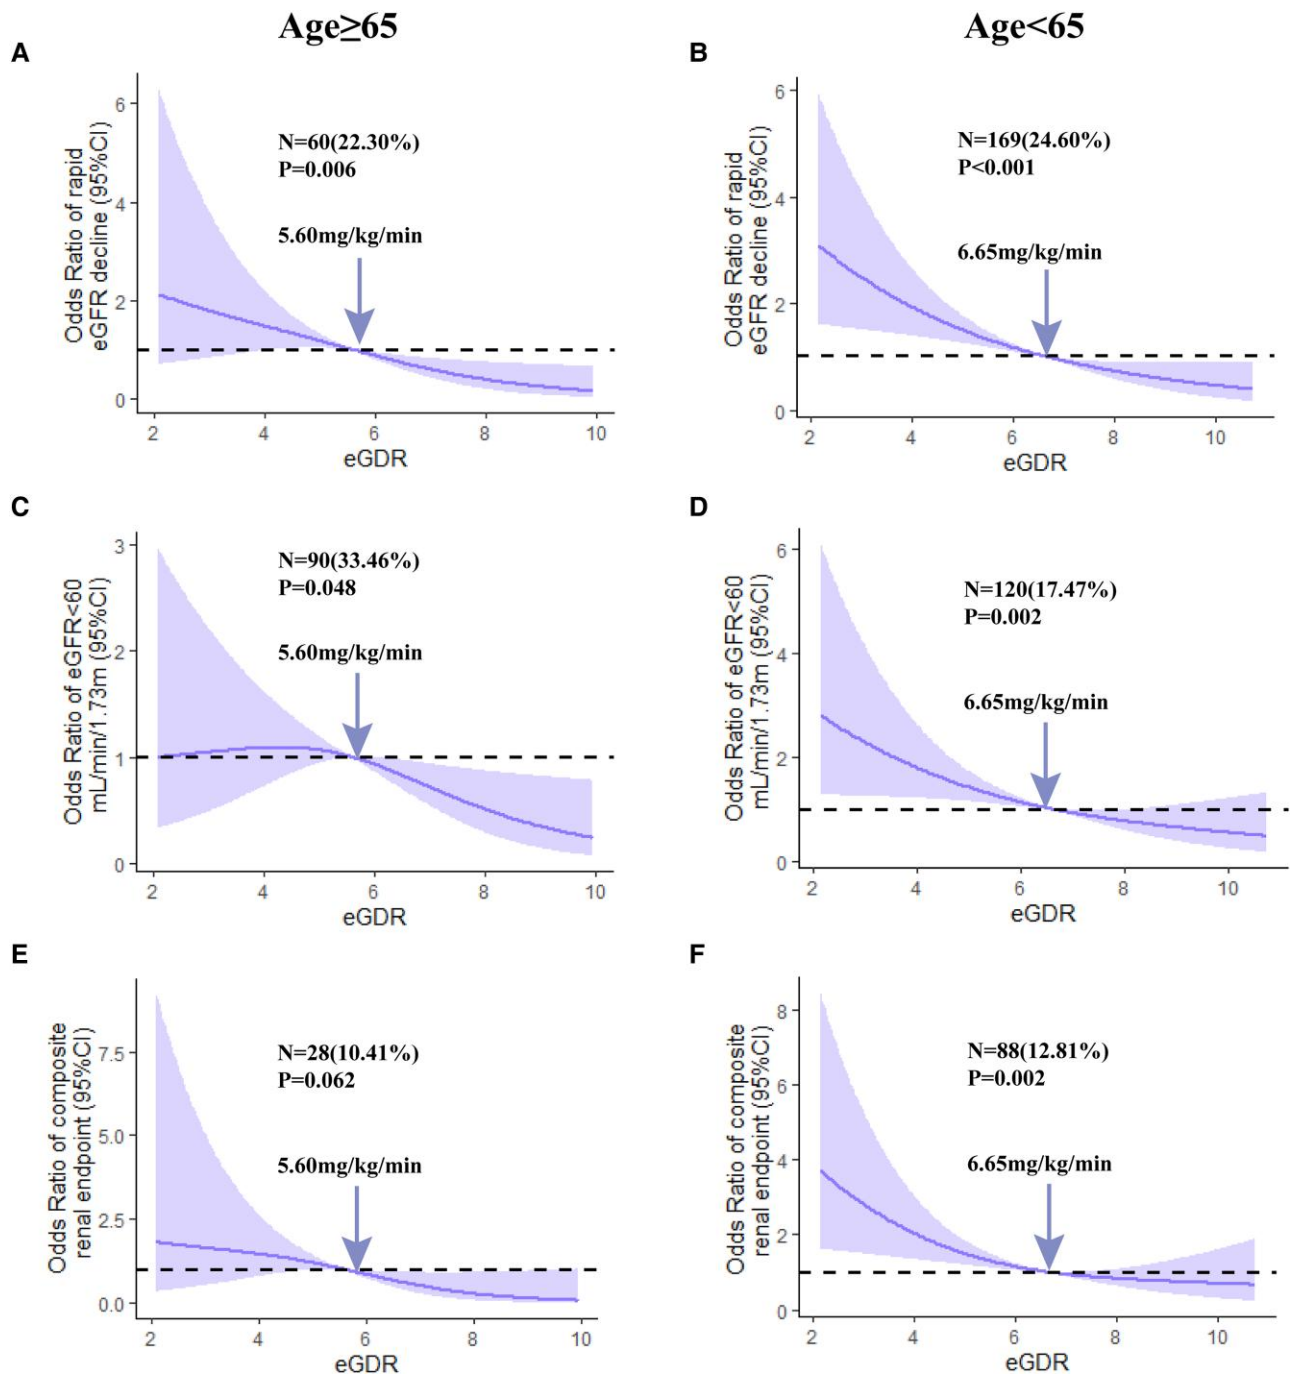 Age≥65
Age<65
A
Odds Ratio of rapid
eGFR decline (95%CI)
6
4
2
0
N=60(22.30%)
P=0.006
5.60mg/kg/min
2 4 6 8 10
eGDR
B
Odds Ratio of rapid
eGFR decline (95%CI)
6
4
2
0
N=169(24.60%)
P<0.001
6.65mg/kg/min
2 4 6 8 10
eGDR
C
Odds Ratio of eGFR<60
mL/min/1.73m (95%CI)
3
2
1
0
N=90(33.46%)
P=0.048
5.60mg/kg/min
2 4 6 8 10
eGDR
D
Odds Ratio of eGFR<60
mL/min/1.73m (95%CI)
6
4
2
0
N=120(17.47%)
P=0.002
6.65mg/kg/min
2 4 6 8 10
eGDR
E
Odds Ratio of composite
renal endpoint (95%CI)
7.5
5.0
2.5
0.0
N=28(10.41%)
P=0.062
5.60mg/kg/min
2 4 6 8 10
eGDR
F
Odds Ratio of composite
renal endpoint (95%CI)
8
6
4
2
0
N=88(12.81%)
P=0.002
6.65mg/kg/min
2 4 6 8 10
eGDR